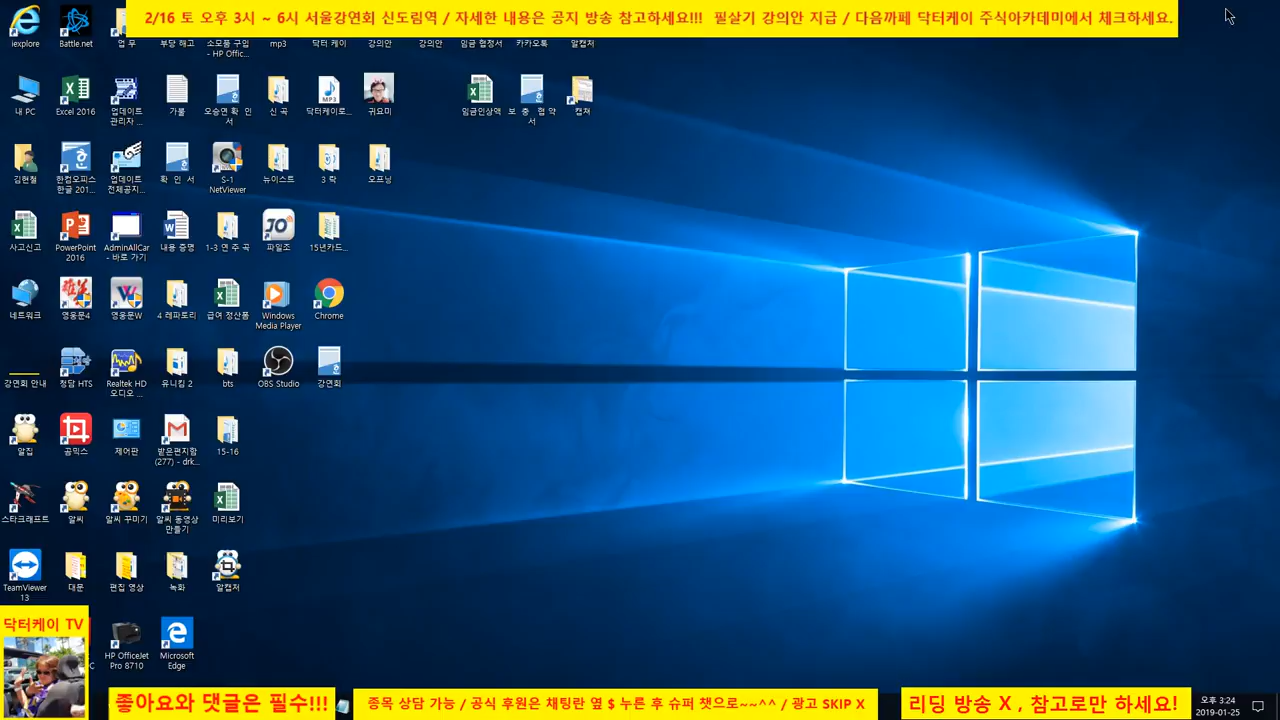 2/16 토 오후 3시 ~ 6시 서울강연회 신도림역 / 자세한 내용은 공지 방송 참고하세요!!! 필살기 강의안 지급 / 다음까페 닥터케이 주식아카데미에서 체크하세요.
iexplore
Battle.net
업 무
부당 해고
소모품 구입 - HP Offic...
mp3
닥터 케이
강의안
강의안
임금 협정서
카카오톡
알캡처
내 PC
Excel 2016
업데이트 관리자 ...
가불
오승연 확 인 서
신 곡
닥터케이로...
귀요미
임금인상액
보 충 협 약 서
캡쳐
김현철
한컴오피스 한글 201...
업데이트 전체공지...
확 인 서
S-1 NetViewer
뉴이스트
3 락
오프닝
사고신고
PowerPoint 2016
AdminAllCar - 바로 가기
내용 증명
1-3 연 주 곡
파일조
15년카드...
네트워크
영웅문4
영웅문W
4 레파토리
급여 정산폼
Windows Media Player
Chrome
강연회 안내
청담 HTS
Realtek HD 오디오 ...
유니킴 2
bts
OBS Studio
강연회
알집
곰믹스
제어판
받은편지함 (277) - drk...
15-16
스타크래프트
알씨
알씨 꾸미기
알씨 동영상 만들기
미리보기
TeamViewer 13
대문
편집 영상
녹화
알캡처
닥터케이 TV
HP OfficeJet Pro 8710
Microsoft Edge
좋아요와 댓글은 필수!!!
종목 상담 가능 / 공식 후원은 채팅란 옆 $ 누른 후 슈퍼 챗으로~~^^ / 광고 SKIP X
리딩 방송 X , 참고로만 하세요!
오후 3:24
2019-01-25